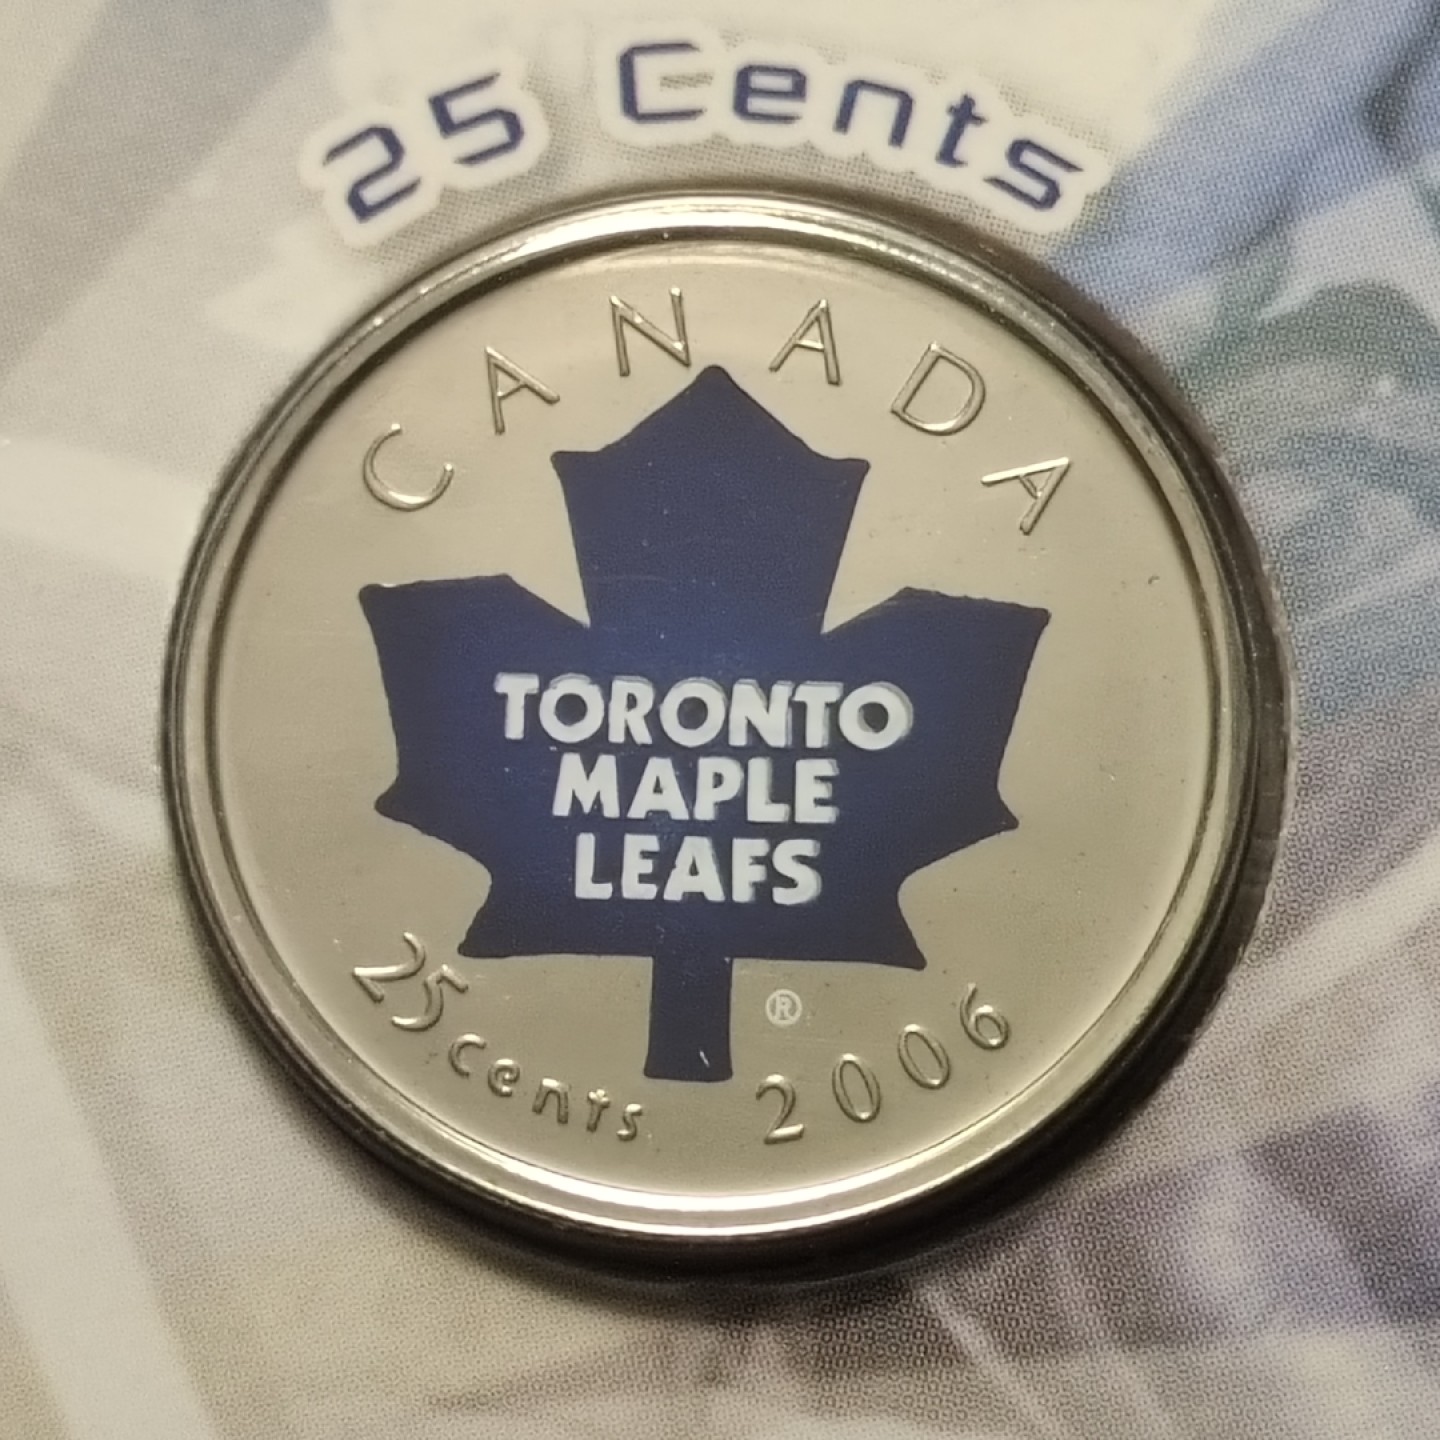 25 Cents
CANADA
TORONTO
MAPLE
LEAFS
®
25 cents 2006